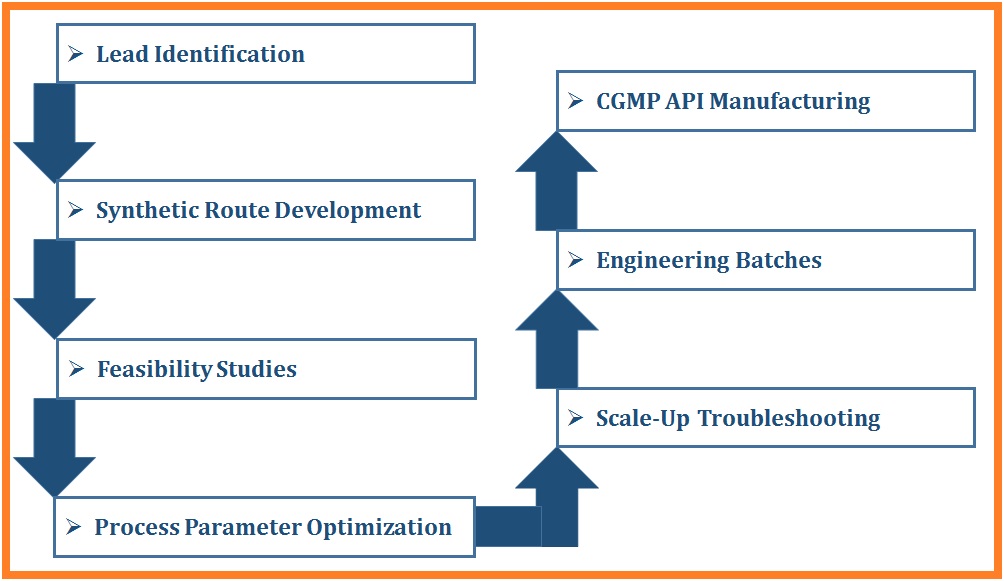 Lead Identification
Synthetic Route Development
Feasibility Studies
Process Parameter Optimization
Scale-Up Troubleshooting
Engineering Batches
CGMP API Manufacturing